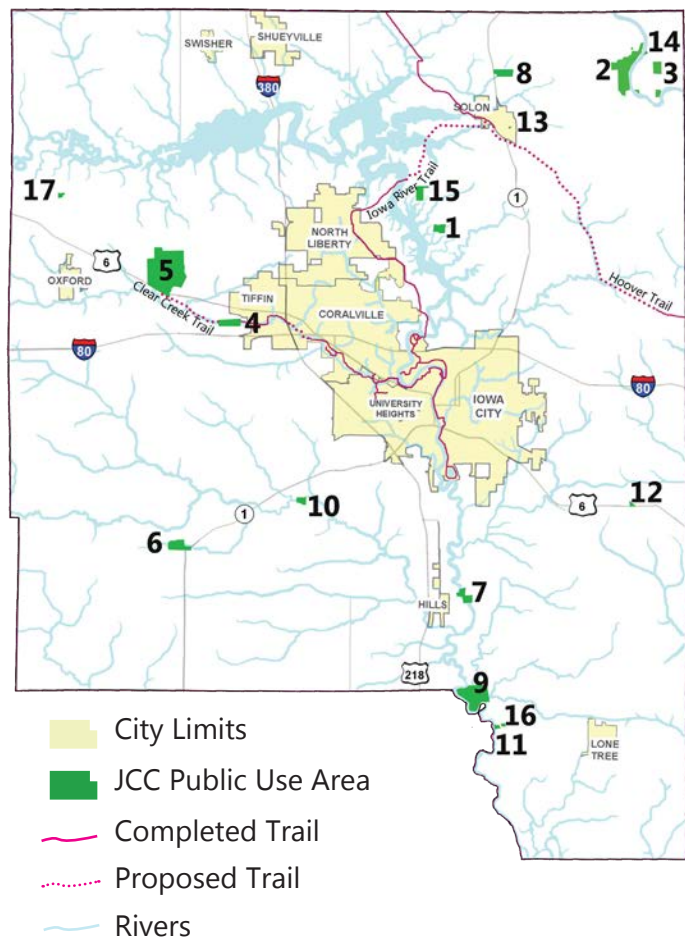 SHUEYVILLE
SWISHER
14
2
3
8
380
SOLON
13
17
15
Iowa River Trail
1
1
NORTH
LIBERTY
6
5
OXFORD
Hoover Trail
TIFFIN
Clear Creek Trail
4
CORALVILLE
80
80
UNIVERSITY
HEIGHTS
IOWA
CITY
12
10
6
1
6
7
HILLS
218
9
16
11
LONE
TREE
City Limits
JCC Public Use Area
Completed Trail
Proposed Trail
Rivers